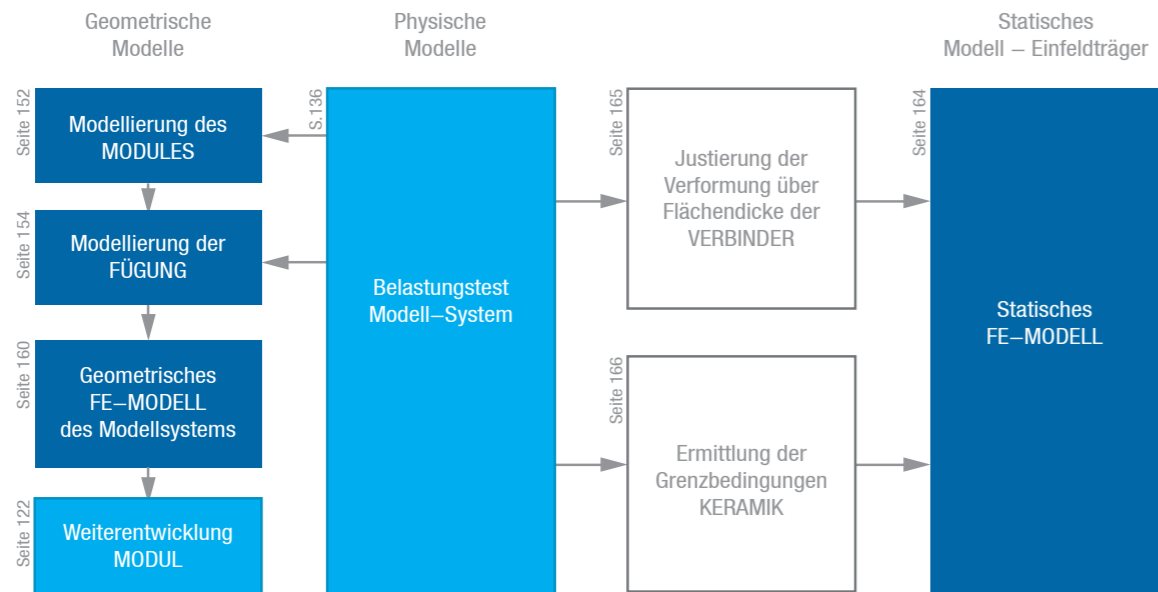 Geometrische
Modelle
Physische
Modelle
Statisches
Modell – Einfeldträger
Seite 152
Modellierung des
MODULES
Seite 154
Modellierung der
FÜGUNG
Seite 160
Geometrisches
FE–MODELL
des Modellsystems
Seite 122
Weiterentwicklung
MODUL
S.136
Belastungstest
Modell–System
Seite 165
Justierung der
Verformung über
Flächendicke der
VERBINDER
Seite 166
Ermittlung der
Grenzbedingungen
KERAMIK
Seite 164
Statisches
FE–MODELL